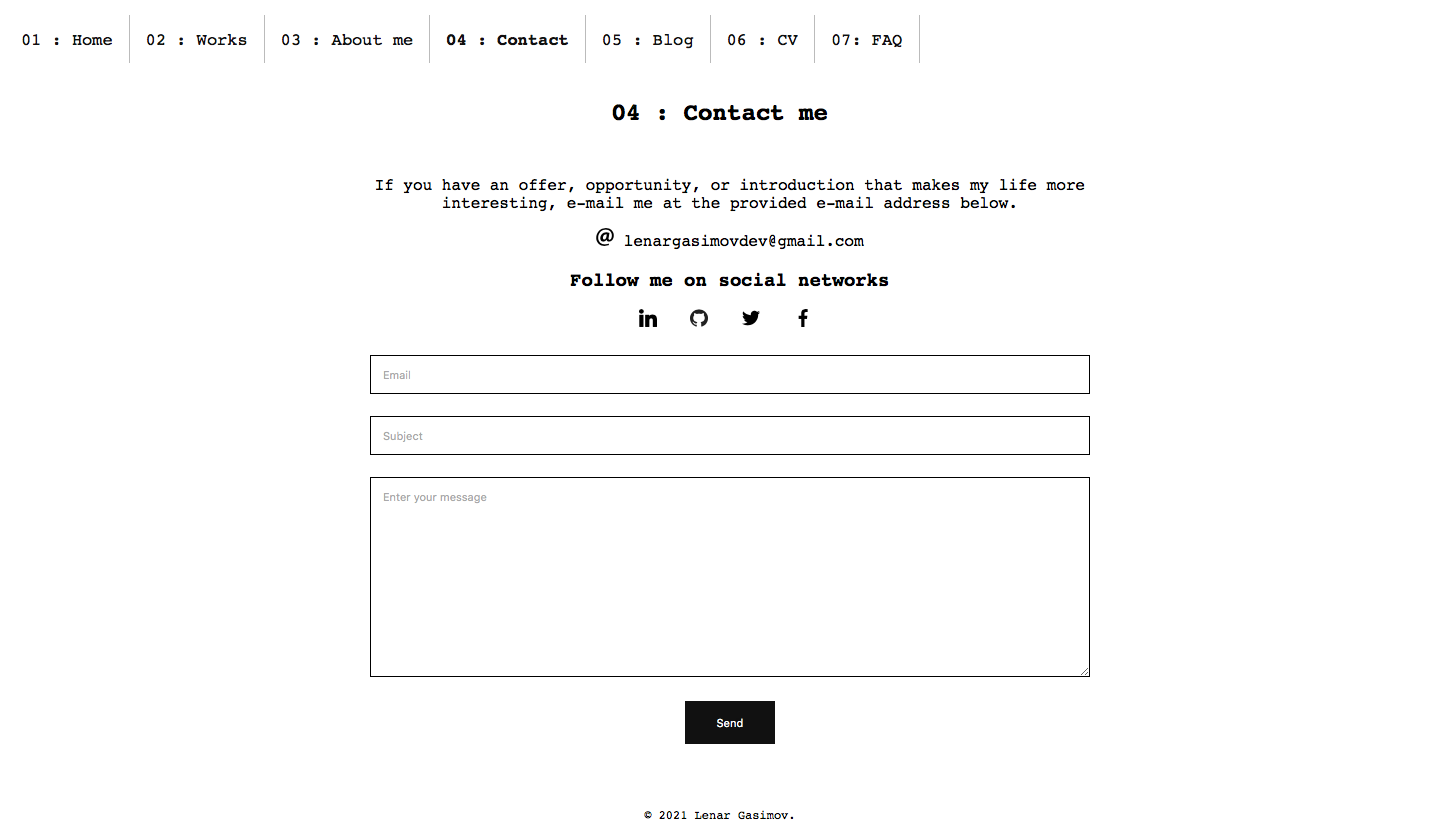 01 : Home 02 : Works 03 : About me 04 : Contact 05 : Blog 06 : CV 07: FAQ
04 : Contact me
If you have an offer, opportunity, or introduction that makes my life more
interesting, e-mail me at the provided e-mail address below.
@ lenargasimovdev@gmail.com
Follow me on social networks
in f
Email
Subject
Enter your message
Send
© 2021 Lenar Gasimov.